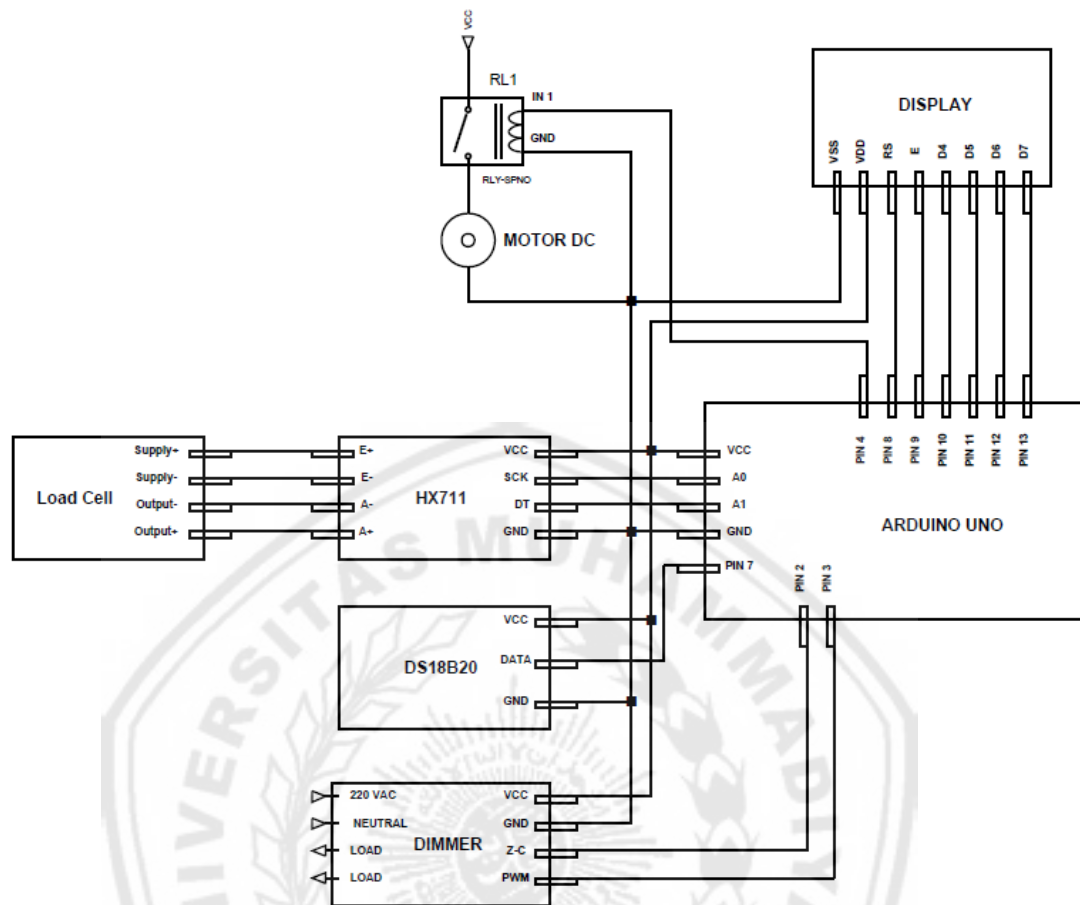 VCC
RL1
IN 1
GND
RLY-SPNO
MOTOR DC
DISPLAY
VSS
VDD
RS
E
D4
D5
D6
D7
PIN 4
PIN 8
PIN 9
PIN 10
PIN 11
PIN 12
PIN 13
Load Cell
Supply+
Supply-
Output-
Output+
E+
E-
A-
A+
HX711
VCC
SCK
DT
GND
VCC
A0
A1
GND
PIN 7
ARDUINO UNO
PIN 2
PIN 3
DS18B20
VCC
DATA
GND
220 VAC
NEUTRAL
LOAD
LOAD
DIMMER
VCC
GND
Z-C
PWM
UNIVERSITAS MUHAMMADIY